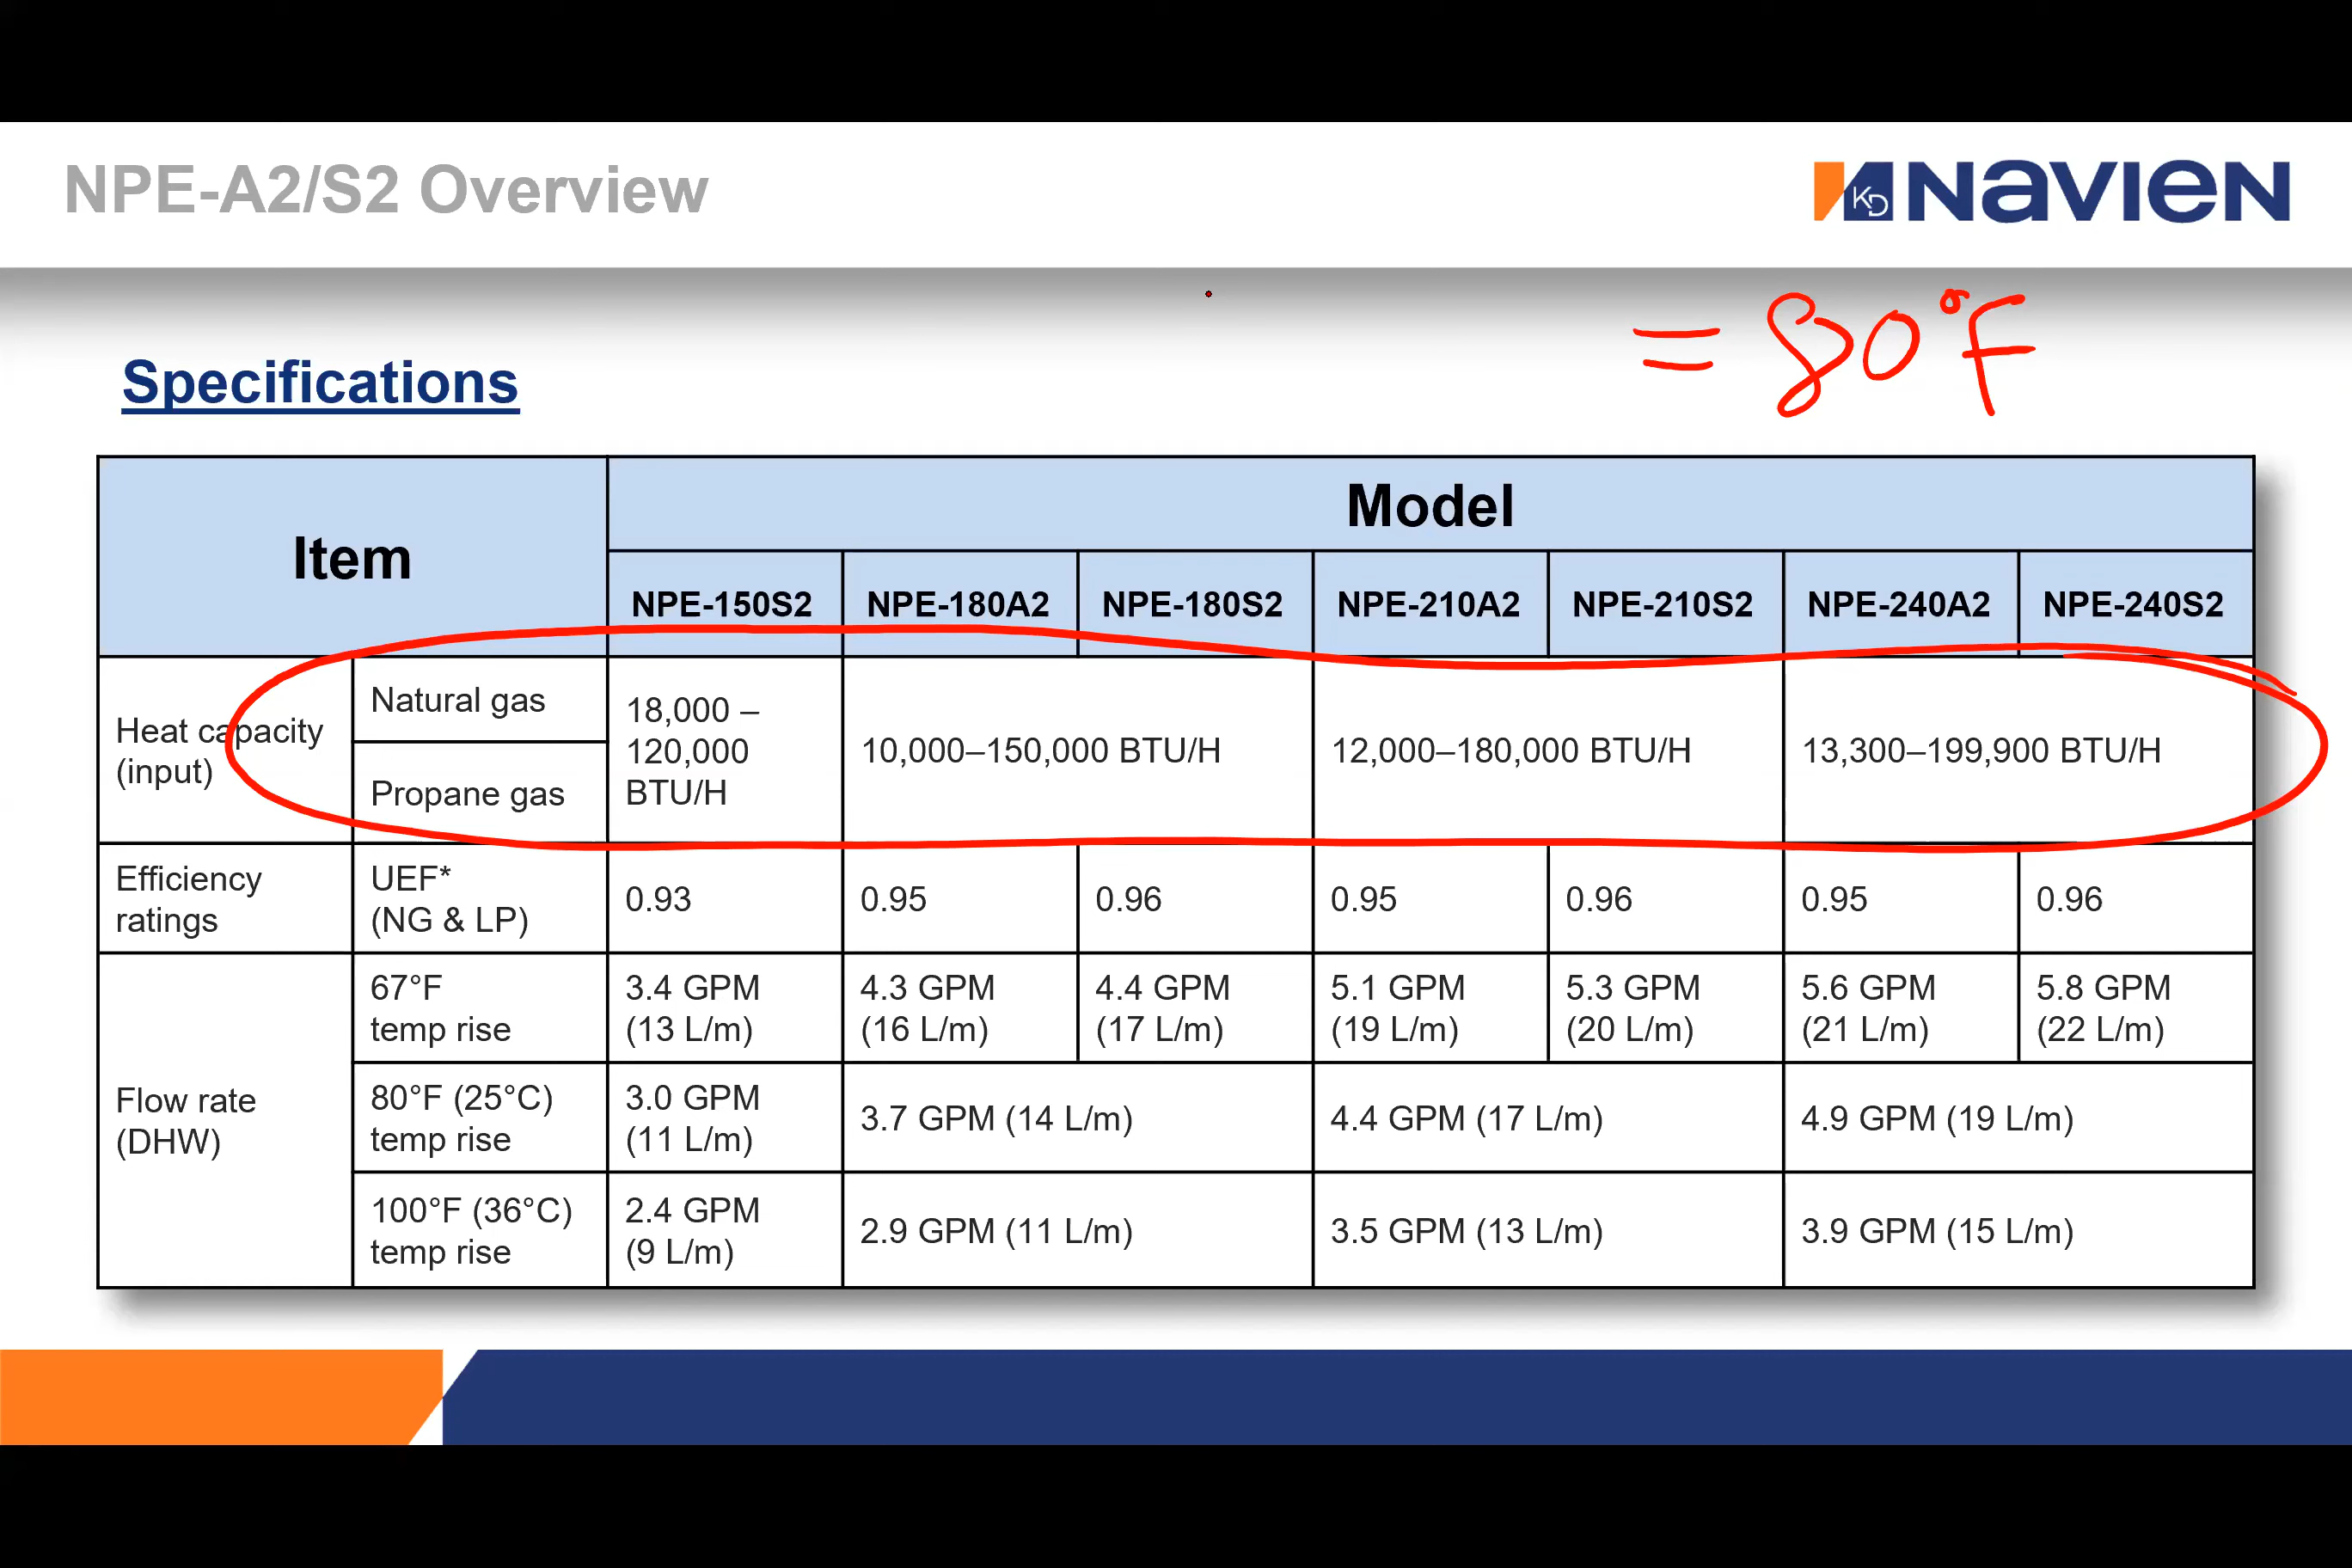 NPE-A2/S2 Overview
KD NAVIEN
= 80°F
Specifications
Item
Model
NPE-150S2 NPE-180A2 NPE-180S2 NPE-210A2 NPE-210S2 NPE-240A2 NPE-240S2
Heat capacity
(input)
Natural gas
Propane gas
18,000 –
120,000
BTU/H
10,000–150,000 BTU/H
12,000–180,000 BTU/H
13,300–199,900 BTU/H
Efficiency
ratings
UEF*
(NG & LP)
0.93 0.95 0.96 0.95 0.96 0.95 0.96
Flow rate
(DHW)
67°F
temp rise
3.4 GPM
(13 L/m)
4.3 GPM
(16 L/m)
4.4 GPM
(17 L/m)
5.1 GPM
(19 L/m)
5.3 GPM
(20 L/m)
5.6 GPM
(21 L/m)
5.8 GPM
(22 L/m)
80°F (25°C)
temp rise
3.0 GPM
(11 L/m)
3.7 GPM (14 L/m)
4.4 GPM (17 L/m)
4.9 GPM (19 L/m)
100°F (36°C)
temp rise
2.4 GPM
(9 L/m)
2.9 GPM (11 L/m)
3.5 GPM (13 L/m)
3.9 GPM (15 L/m)